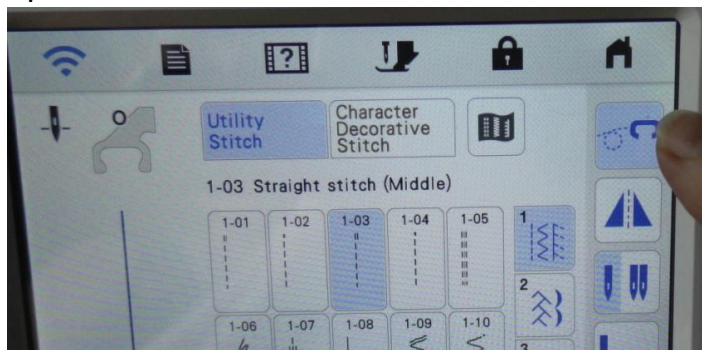 ?
O
Utility
Stitch
Character
Decorative
Stitch
1-03 Straight stitch (Middle)
1-01
1-02
1-03
1-04
1-05
1
2
1-06
1-07
1-08
1-09
1-10
3